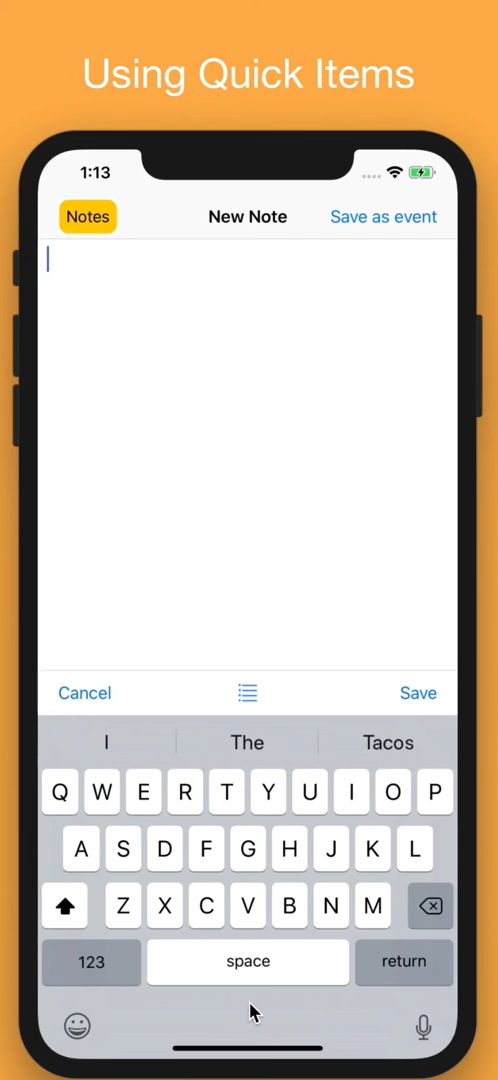 Using Quick Items
1:13
Notes New Note Save as event
Cancel Save
I The Tacos
Q W E R T Y U I O P
A S D F G H J K L
Z X C V B N M
123 space return